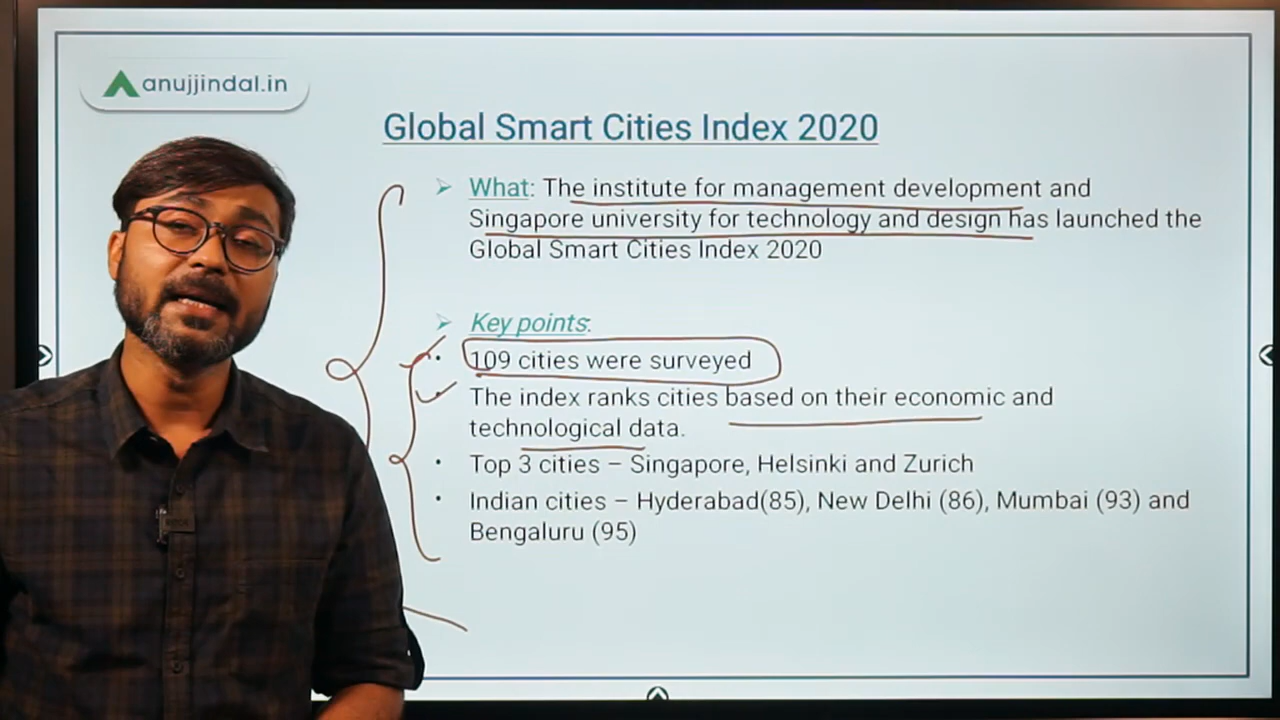 anujjindal.in
Global Smart Cities Index 2020
What: The institute for management development and
Singapore university for technology and design has launched the
Global Smart Cities Index 2020
Key points:
109 cities were surveyed
The index ranks cities based on their economic and
technological data.
Top 3 cities – Singapore, Helsinki and Zurich
Indian cities – Hyderabad(85), New Delhi (86), Mumbai (93) and
Bengaluru (95)